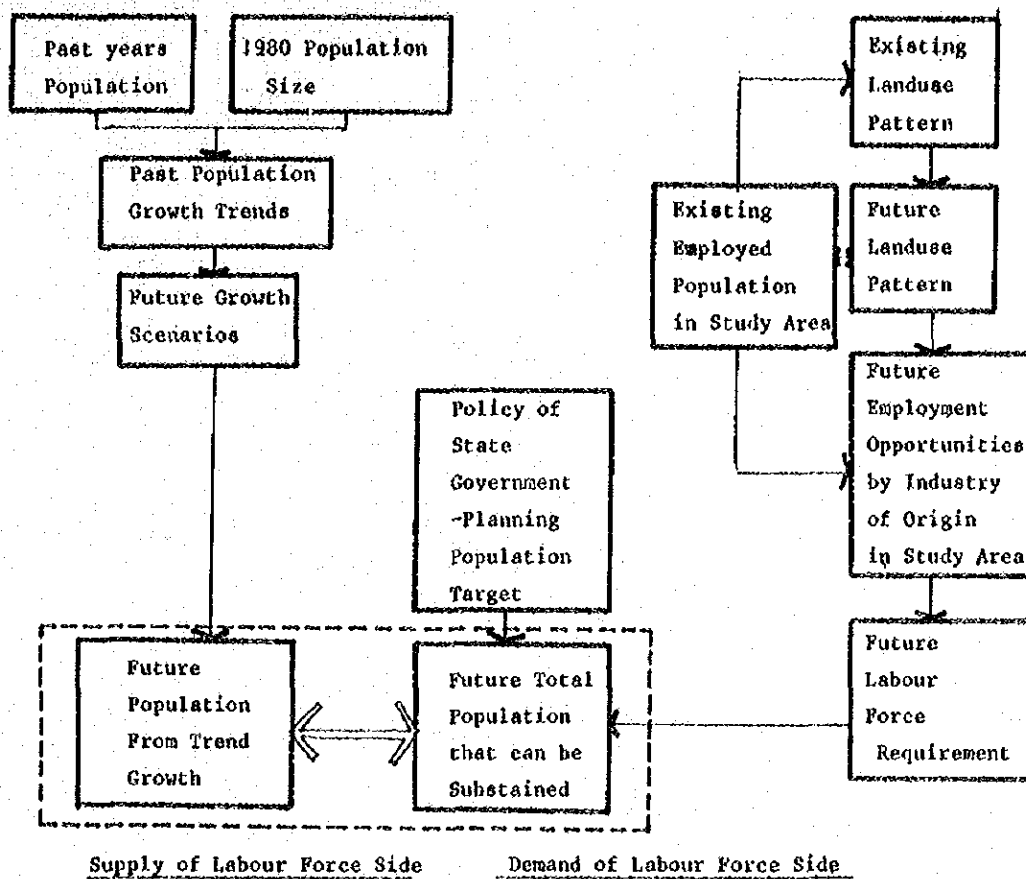 Past years
Population
1980 Population
Size
Past Population
Growth Trends
Future Growth
Scenarios
Policy of
State
Government
-Planning
Population
Target
Future
Population
From Trend
Growth
Future Total
Population
that can be
Substained
Existing
Landuse
Pattern
Existing
Employed
Population
in Study Area
Future
Landuse
Pattern
Future
Employment
Opportunities
by Industry
of Origin
in Study Area
Future
Labour
Force
Requirement
Supply of Labour Force Side
Demand of Labour Force Side